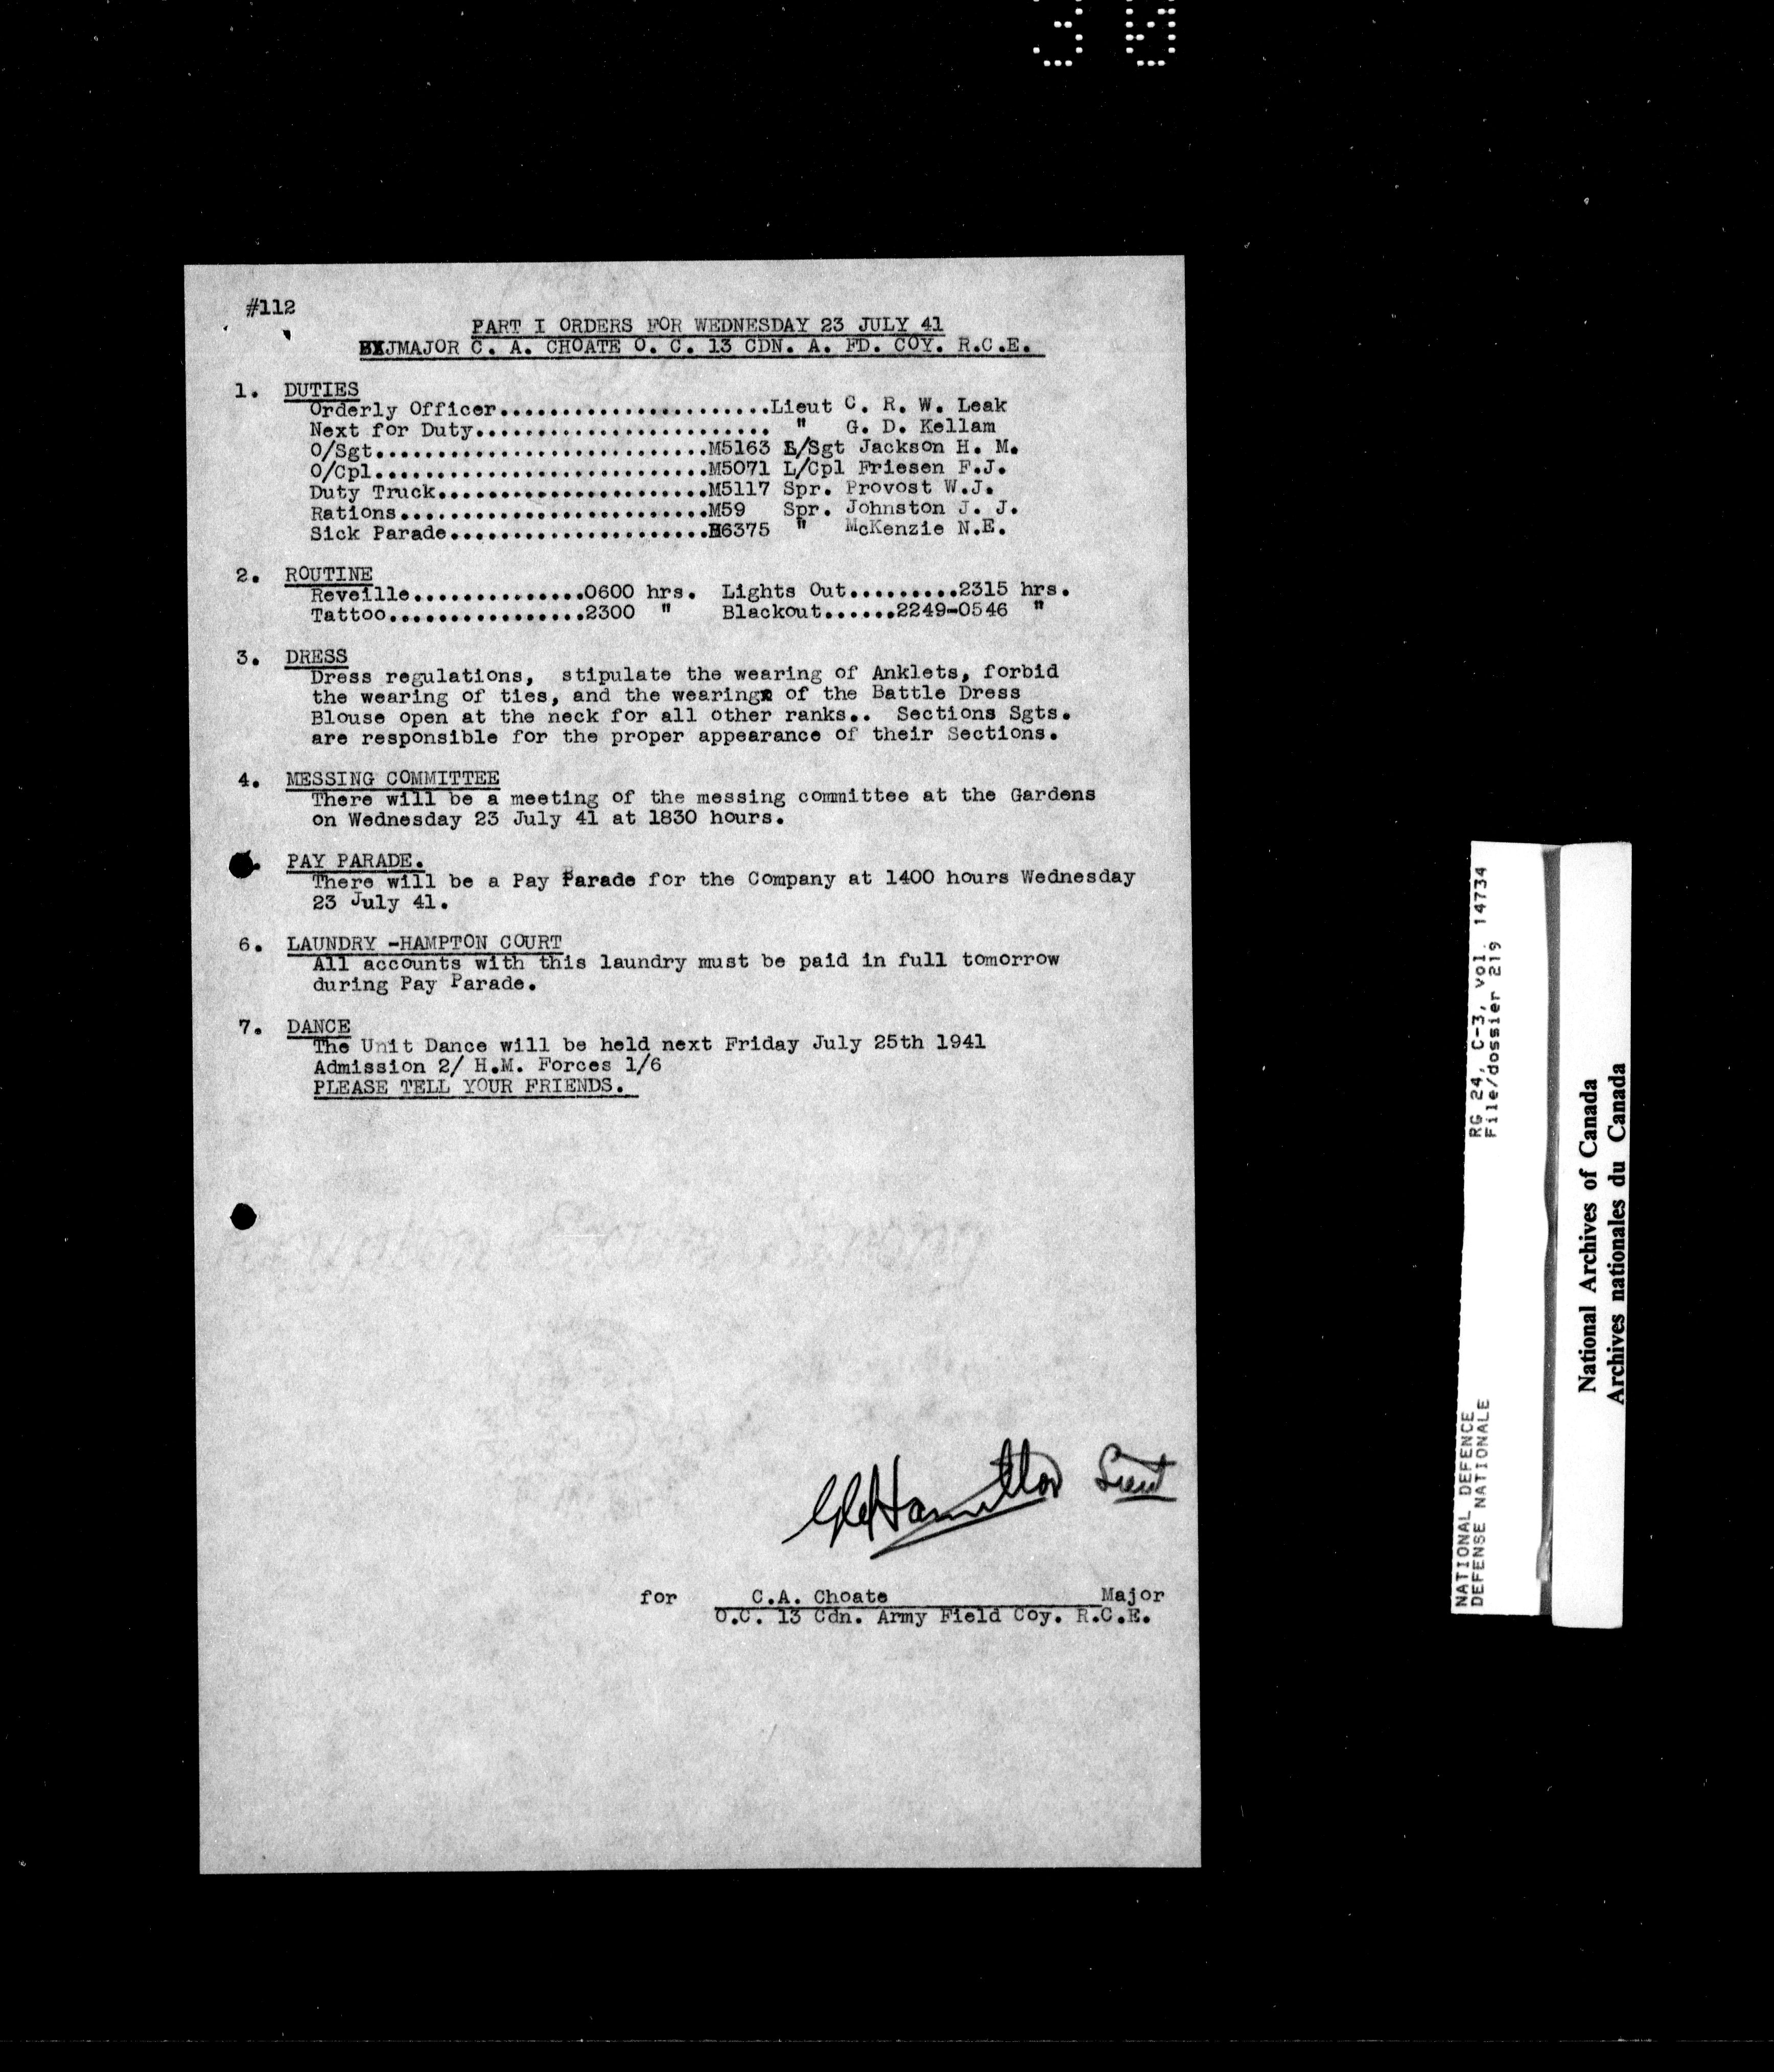 30
#112
PART I ORDERS FOR WEDNESDAY 23 JULY 41
BY MAJOR C. A. CHOATE O. C. 13 CDN. A. FD. COY. R.C.E.
1. DUTIES
Orderly Officer......................Lieut C. R. W. Leak
Next for Duty........................ " G. D. Kellam
O/Sgt...........................M5163 L/Sgt Jackson H. M.
O/Cpl...........................M5071 L/Cpl Friesen F.J.
Duty Truck......................M5117 Spr. Provost W.J.
Rations.........................M59 Spr. Johnston J. J.
Sick Parade.....................H6375 " McKenzie N.E.
2. ROUTINE
Reveille..............0600 hrs. Lights Out.........2315 hrs.
Tattoo................2300 " Blackout......2249-0546 "
3. DRESS
Dress regulations, stipulate the wearing of Anklets, forbid
the wearing of ties, and the wearing of the Battle Dress
Blouse open at the neck for all other ranks.. Sections Sgts.
are responsible for the proper appearance of their Sections.
4. MESSING COMMITTEE
There will be a meeting of the messing committee at the Gardens
on Wednesday 23 July 41 at 1830 hours.
PAY PARADE.
There will be a Pay Parade for the Company at 1400 hours Wednesday
23 July 41.
6. LAUNDRY -HAMPTON COURT
All accounts with this laundry must be paid in full tomorrow
during Pay Parade.
7. DANCE
The Unit Dance will be held next Friday July 25th 1941
Admission 2/ H.M. Forces 1/6
PLEASE TELL YOUR FRIENDS.
Hamilton Lieut
for C.A. Choate Major
O.C. 13 Cdn. Army Field Coy. R.C.E.
NATIONAL DEFENCE RG 24, C-3, vol. 14734
DEFENSE NATIONALE File/dossier 219
National Archives of Canada
Archives nationales du Canada